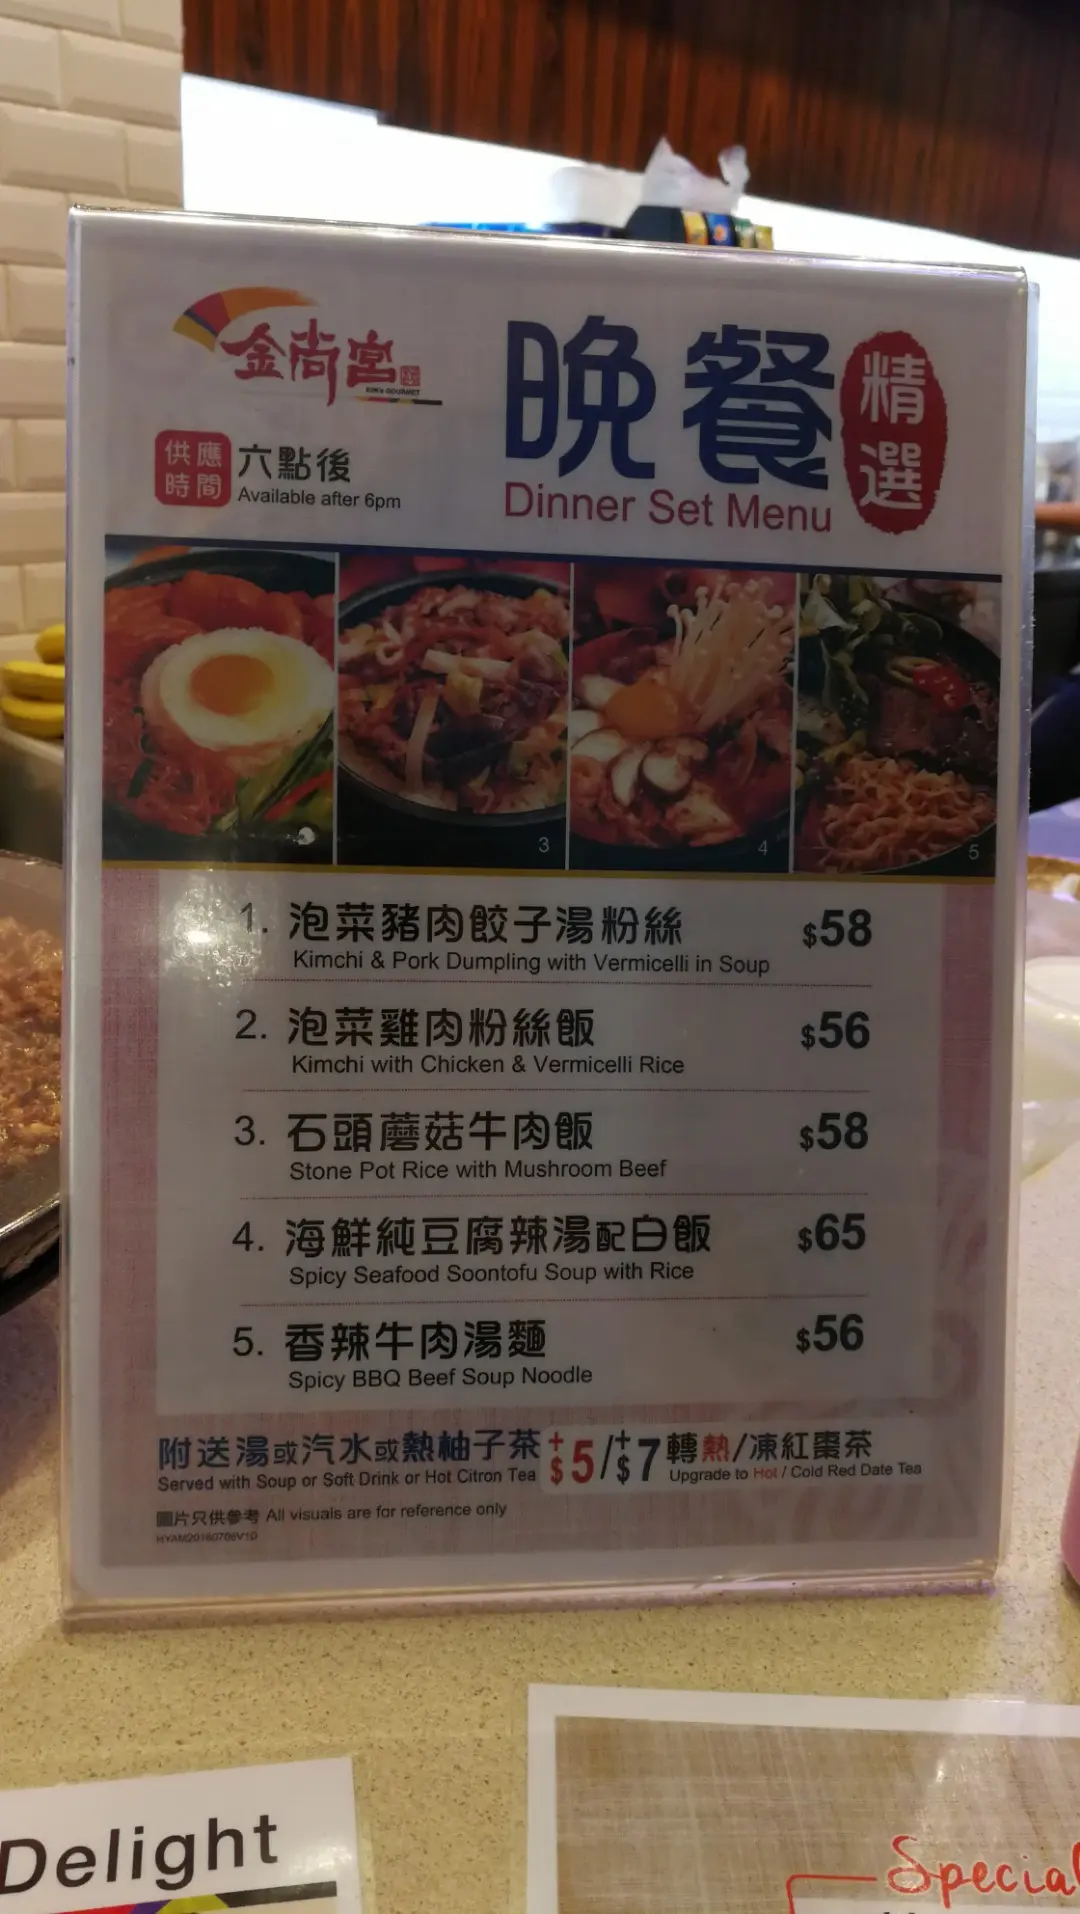 金尚宮
KIM's GOURMET
晚餐
精選
Dinner Set Menu
供應
時間
六點後
Available after 6pm
3
4
5
1. 泡菜豬肉餃子湯粉絲 $58
Kimchi & Pork Dumpling with Vermicelli in Soup
2. 泡菜雞肉粉絲飯 $56
Kimchi with Chicken & Vermicelli Rice
3. 石頭蘑菇牛肉飯 $58
Stone Pot Rice with Mushroom Beef
4. 海鮮純豆腐辣湯配白飯 $65
Spicy Seafood Soontofu Soup with Rice
5. 香辣牛肉湯麵 $56
Spicy BBQ Beef Soup Noodle
附送湯或汽水或熱柚子茶 +$5/+$7 轉熱/凍紅棗茶
Served with Soup or Soft Drink or Hot Citron Tea
Upgrade to Hot / Cold Red Date Tea
圖片只供參考 All visuals are for reference only
Delight
Special